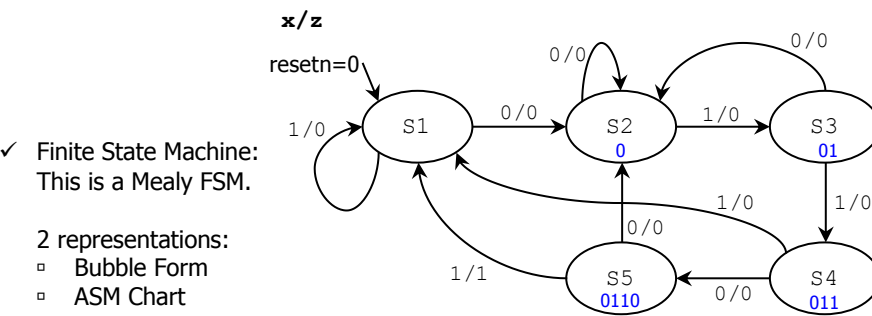 x/z
resetn=0
✓ Finite State Machine:
This is a Mealy FSM.
2 representations:
▫ Bubble Form
▫ ASM Chart
0/0
0/0
1/0
S1
0/0
S2
0
1/0
S3
01
1/0
1/0
0/0
1/1
S5
0110
0/0
S4
011